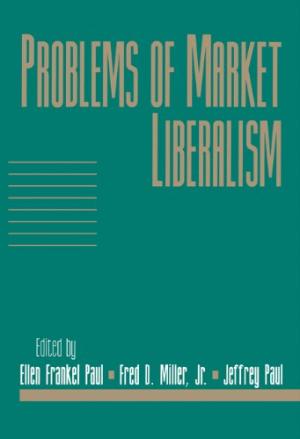 PROBLEMS OF MARKET
LIBERALISM
Edited by
Ellen Frankel Paul ▪ Fred D. Miller, Jr. ▪ Jeffrey Paul